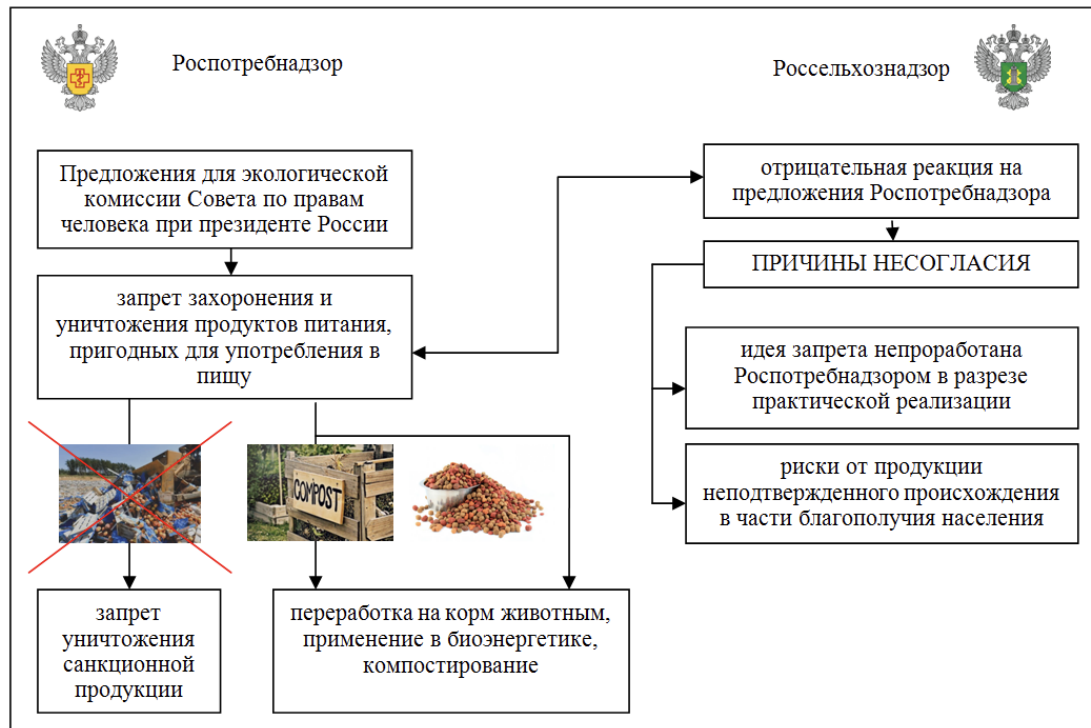 Роспотребнадзор
Россельхознадзор
Предложения для экологической
комиссии Совета по правам
человека при президенте России
запрет захоронения и
уничтожения продуктов питания,
пригодных для употребления в
пищу
COMPOST
запрет
уничтожения
санкционной
продукции
переработка на корм животным,
применение в биоэнергетике,
компостирование
отрицательная реакция на
предложения Роспотребнадзора
ПРИЧИНЫ НЕСОГЛАСИЯ
идея запрета непроработана
Роспотребнадзором в разрезе
практической реализации
риски от продукции
неподтвержденного происхождения
в части благополучия населения